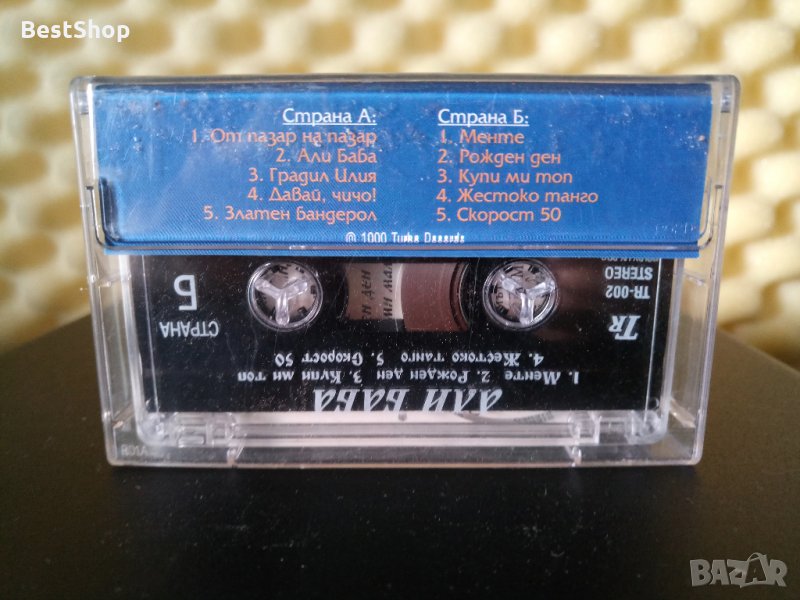 BestShop
Страна А:
1. От пазар на пазар
2. Али Баба
3. Градил Илия
4. Давай, чичо!
5. Златен бандерол
Страна Б:
1. Менте
2. Рожден ден
3. Купи ми топ
4. Жестоко танго
5. Скорост 50
АЛИ БАБА
1. Менте 2. Рожден ден 3. Купи ми топ
4. Жестоко танго 5. Скорост 50
СТРАНА
Б
TR
TR-002
STEREO
ЕН ДЕН
BAZAR